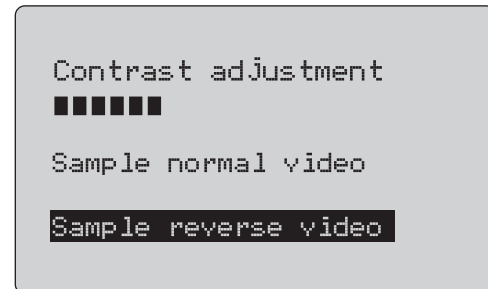 Contrast adjustment
Sample normal video
Sample reverse video